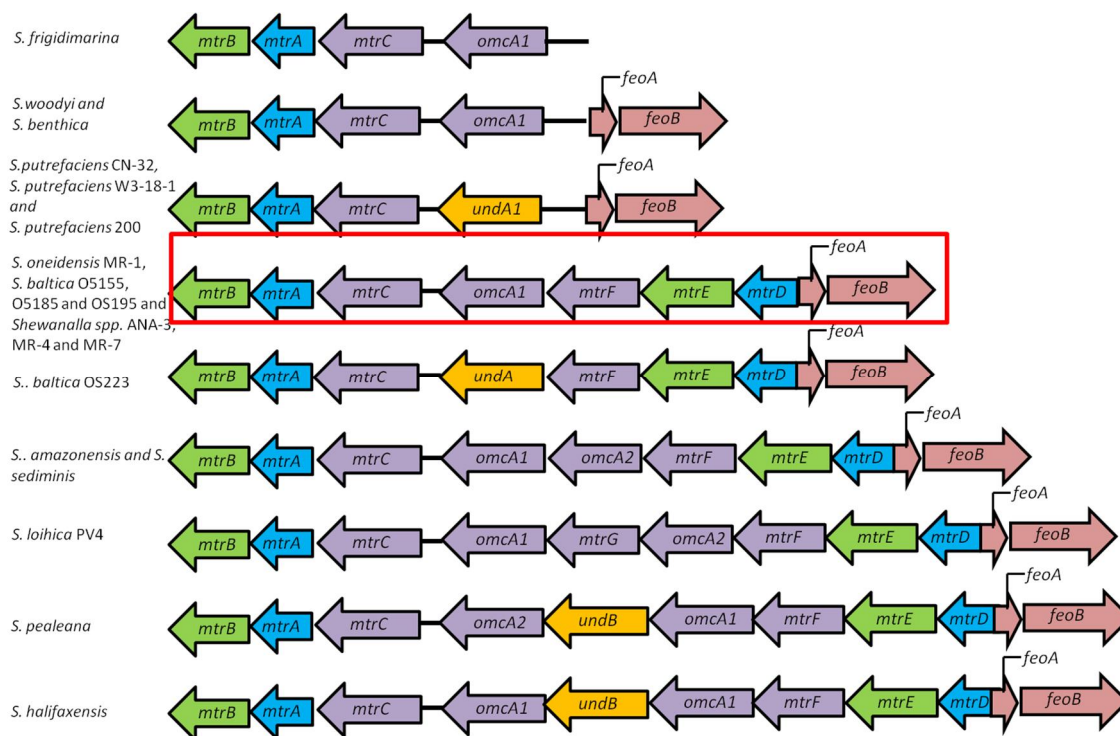 S. frigidimarina
mtrB mtrA mtrC omcA1
feoA
S.woodyi and
S. benthica
mtrB mtrA mtrC omcA1 feoB
feoA
S.putrefaciens CN-32,
S. putrefaciens W3-18-1
and
S. putrefaciens 200
mtrB mtrA mtrC undA1 feoB
feoA
S. oneidensis MR-1,
S. baltica O5155,
O5185 and OS195 and
Shewanalla spp. ANA-3,
MR-4 and MR-7
mtrB mtrA mtrC omcA1 mtrF mtrE mtrD feoB
feoA
S.. baltica OS223
mtrB mtrA mtrC undA mtrF mtrE mtrD feoB
feoA
S.. amazonensis and S.
sediminis
mtrB mtrA mtrC omcA1 omcA2 mtrF mtrE mtrD feoB
feoA
S. loihica PV4
mtrB mtrA mtrC omcA1 mtrG omcA2 mtrF mtrE mtrD feoB
feoA
S. pealeana
mtrB mtrA mtrC omcA2 undB omcA1 mtrF mtrE mtrD feoB
feoA
S. halifaxensis
mtrB mtrA mtrC omcA1 undB omcA1 mtrF mtrE mtrD feoB